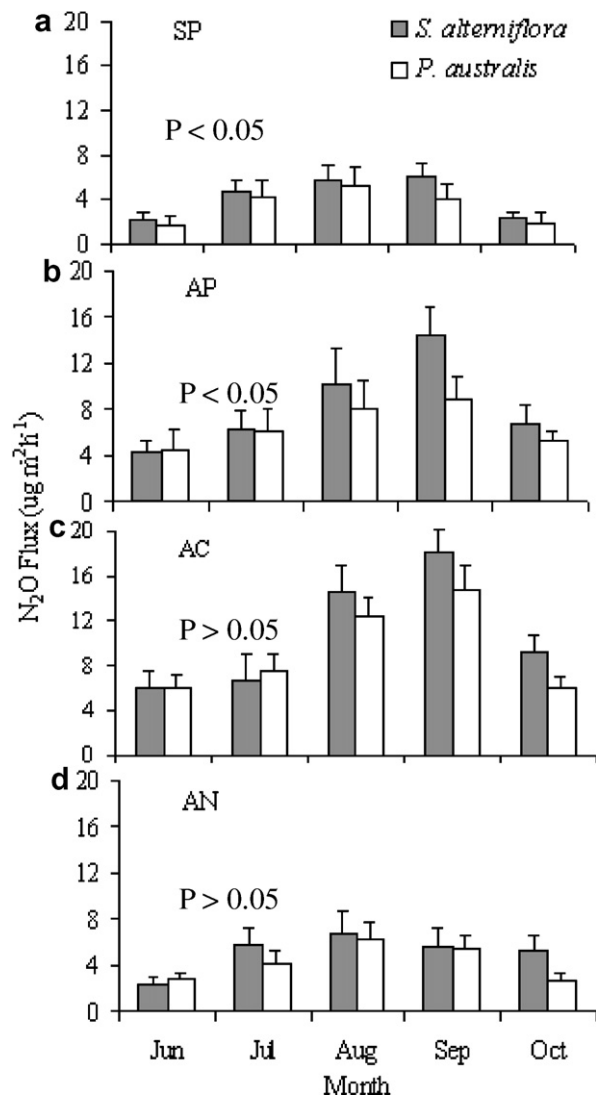 a
SP
S. alterniflora
P. australis
P < 0.05
20
16
12
8
4
0
b
AP
P < 0.05
20
16
12
8
4
0
N₂O Flux (ug m²h¹)
c
AC
P > 0.05
20
16
12
8
4
0
d
AN
P > 0.05
20
16
12
8
4
0
Jun Jul Aug Sep Oct
Month